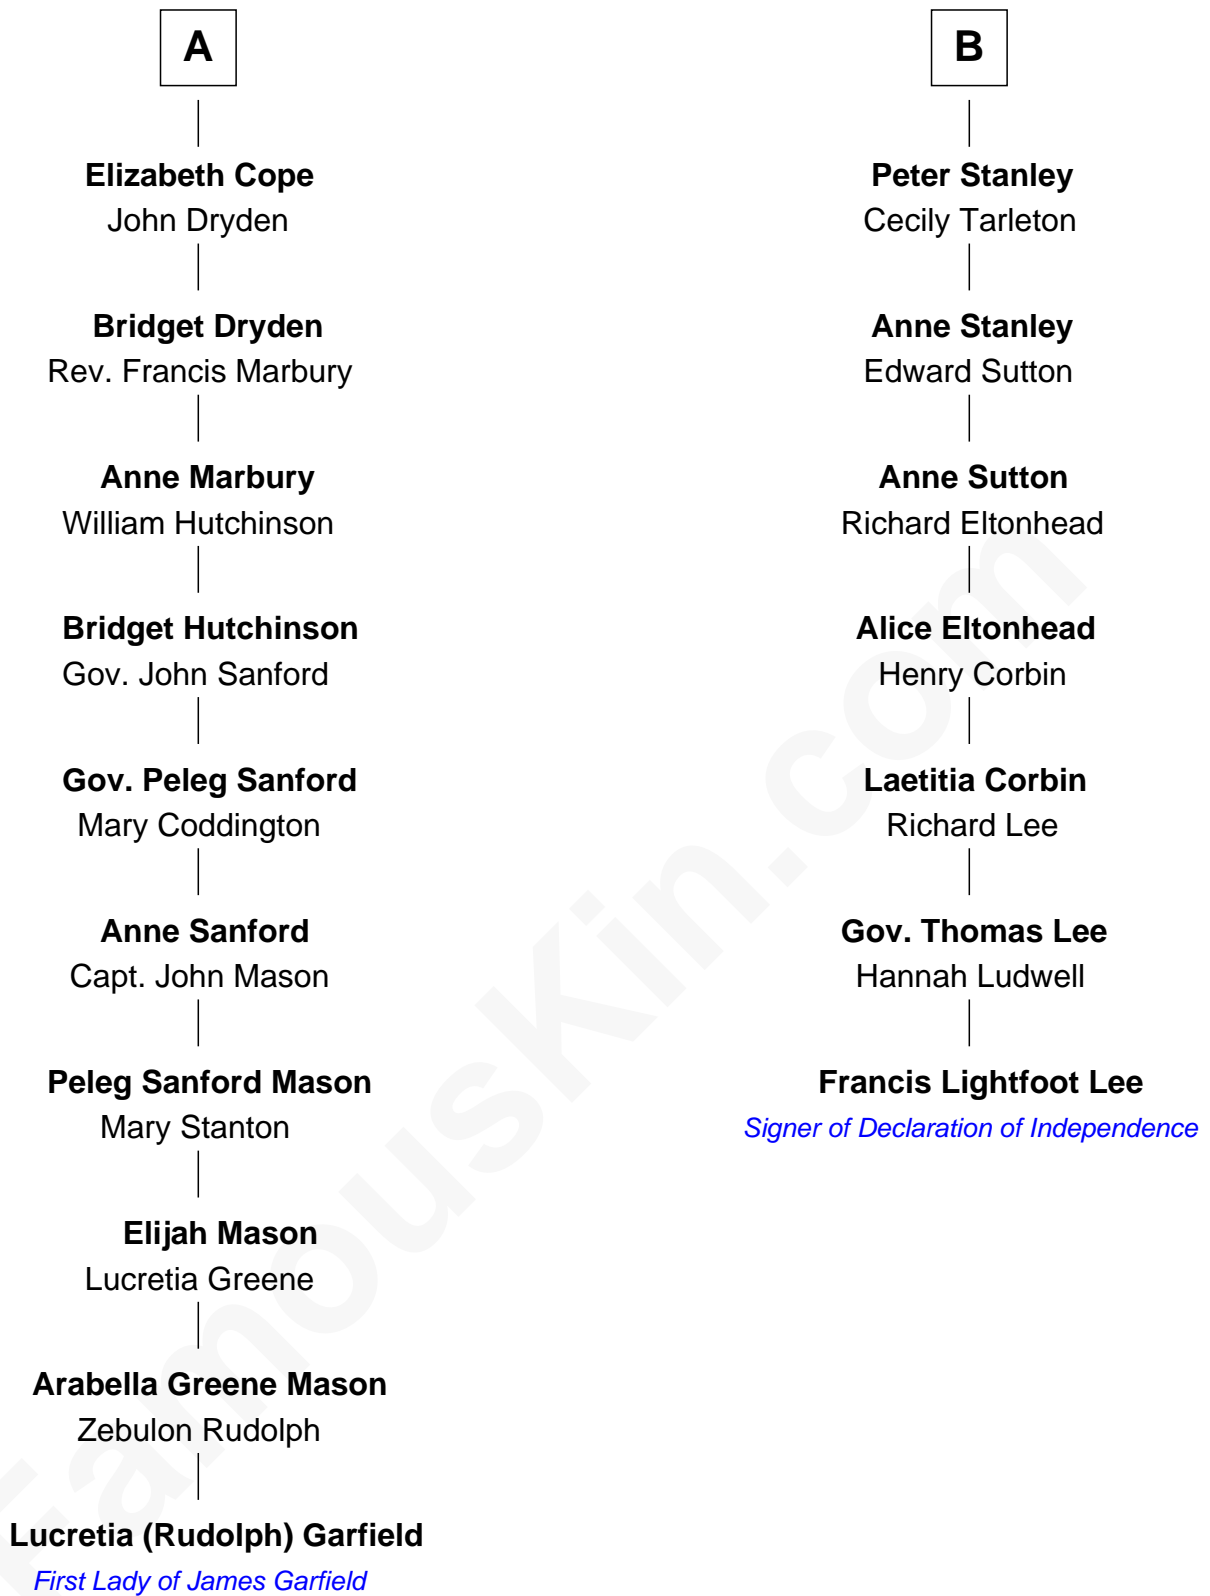 A
Elizabeth Cope
John Dryden
Bridget Dryden
Rev. Francis Marbury
Anne Marbury
William Hutchinson
Bridget Hutchinson
Gov. John Sanford
Gov. Peleg Sanford
Mary Coddington
Anne Sanford
Capt. John Mason
Peleg Sanford Mason
Mary Stanton
Elijah Mason
Lucretia Greene
Arabella Greene Mason
Zebulon Rudolph
Lucretia (Rudolph) Garfield
First Lady of James Garfield
B
Peter Stanley
Cecily Tarleton
Anne Stanley
Edward Sutton
Anne Sutton
Richard Eltonhead
Alice Eltonhead
Henry Corbin
Laetitia Corbin
Richard Lee
Gov. Thomas Lee
Hannah Ludwell
Francis Lightfoot Lee
Signer of Declaration of Independence
FamousKin.com